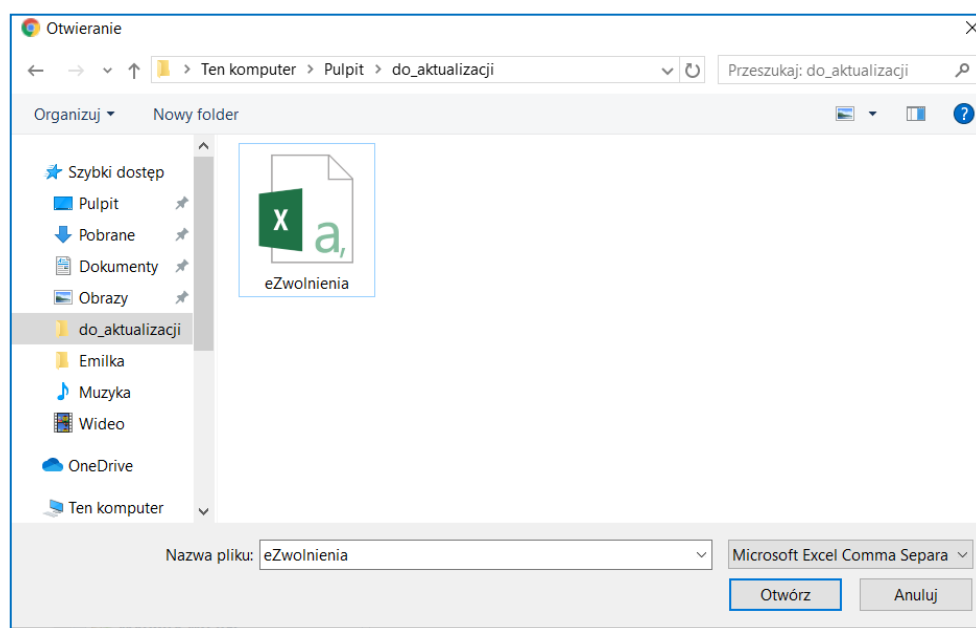 Otwieranie
Ten komputer > Pulpit > do_aktualizacji
Przeszukaj: do_aktualizacji
Organizuj
Nowy folder
Szybki dostęp
Pulpit
Pobrane
Dokumenty
Obrazy
do_aktualizacji
Emilka
Muzyka
Wideo
OneDrive
Ten komputer
X
a,
eZwolnienia
Nazwa pliku: eZwolnienia
Microsoft Excel Comma Separa
Otwórz
Anuluj